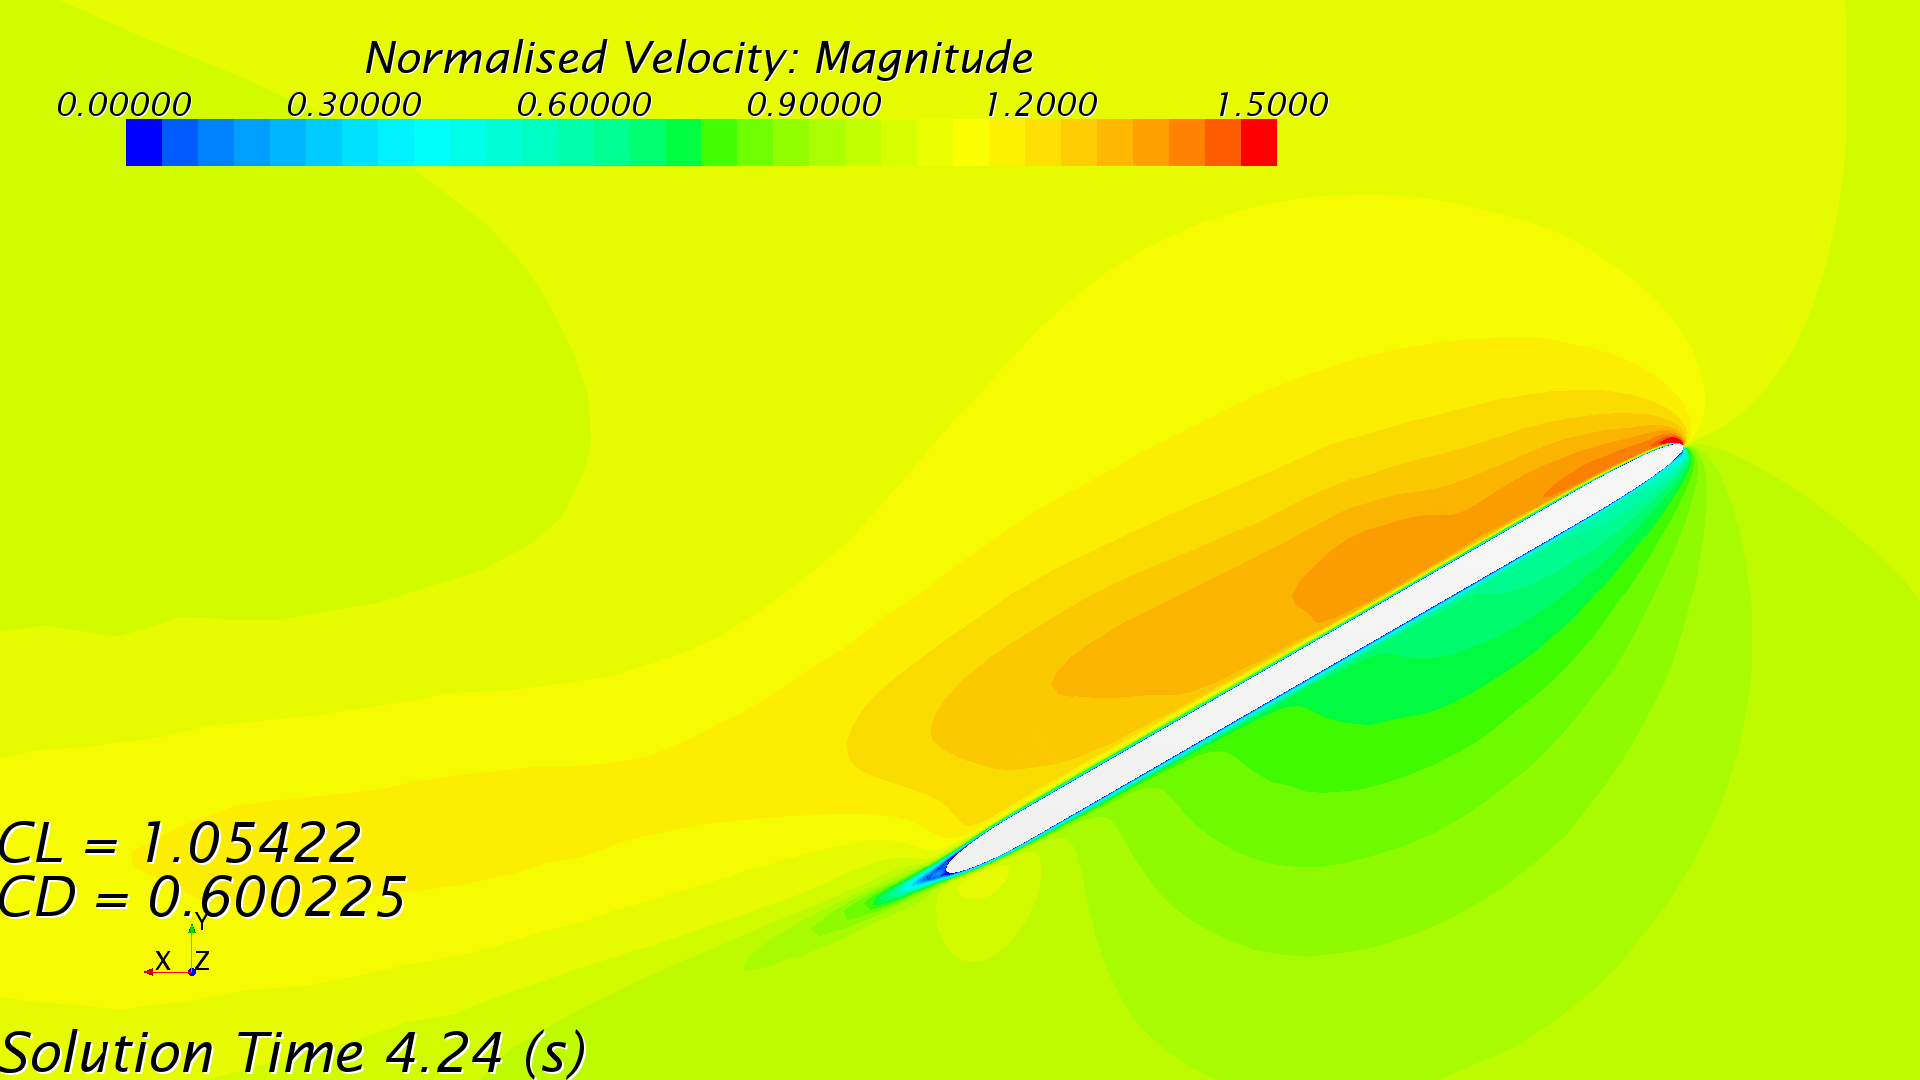 Normalised Velocity: Magnitude
0.00000 0.30000 0.60000 0.90000 1.2000 1.5000
CL = 1.05422
CD = 0.600225
Y
X Z
Solution Time 4.24 (s)